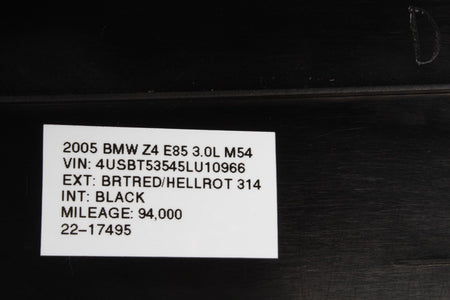 D
2005 BMW Z4 E85 3.0L M54
VIN: 4USBT53545LU10966
EXT: BRTRED/HELLROT 314
INT: BLACK
MILEAGE: 94,000
22-17495